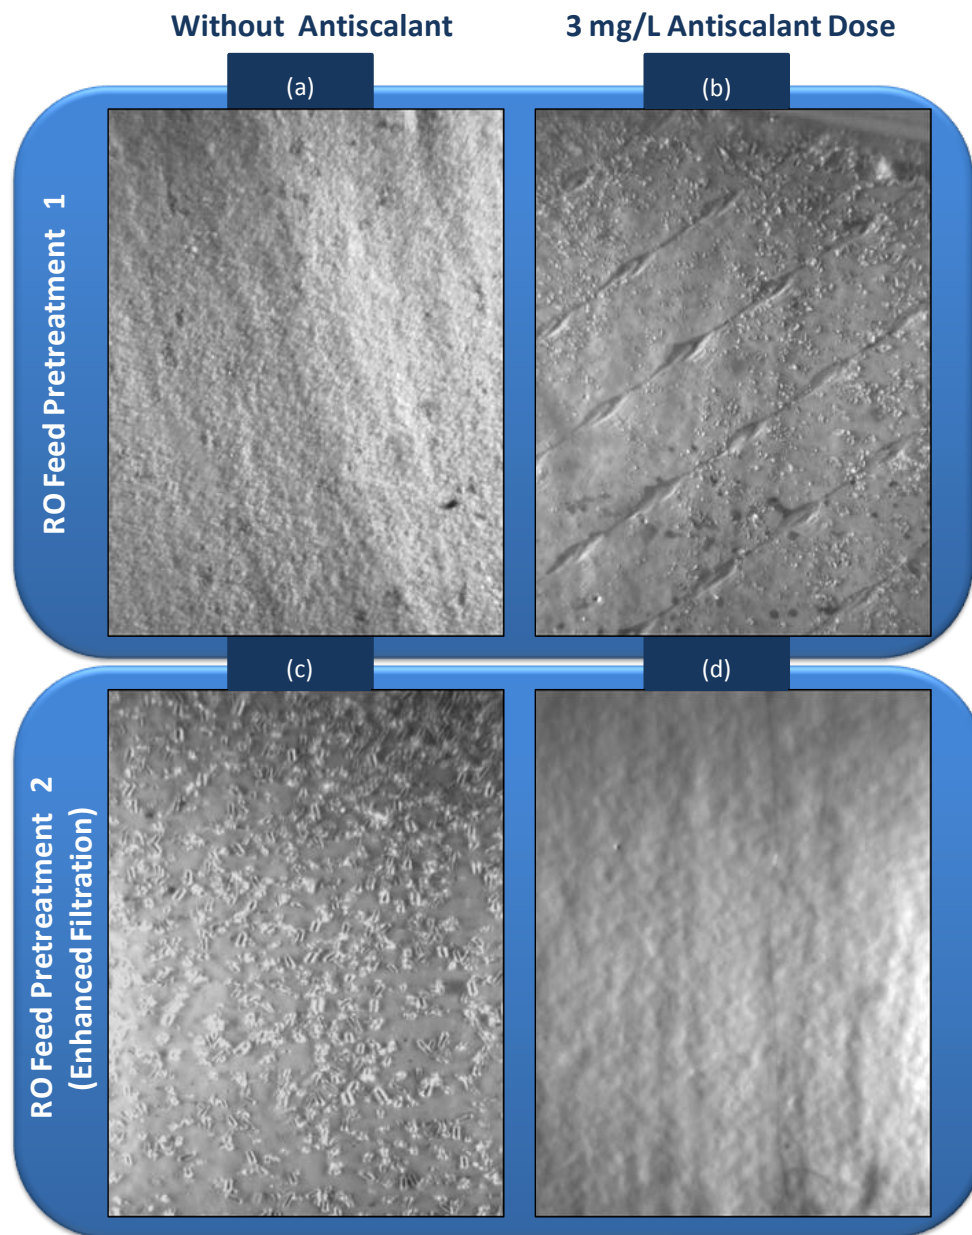 Without Antiscalant
3 mg/L Antiscalant Dose
(a)
(b)
RO Feed Pretreatment 1
(c)
(d)
RO Feed Pretreatment 2
(Enhanced Filtration)